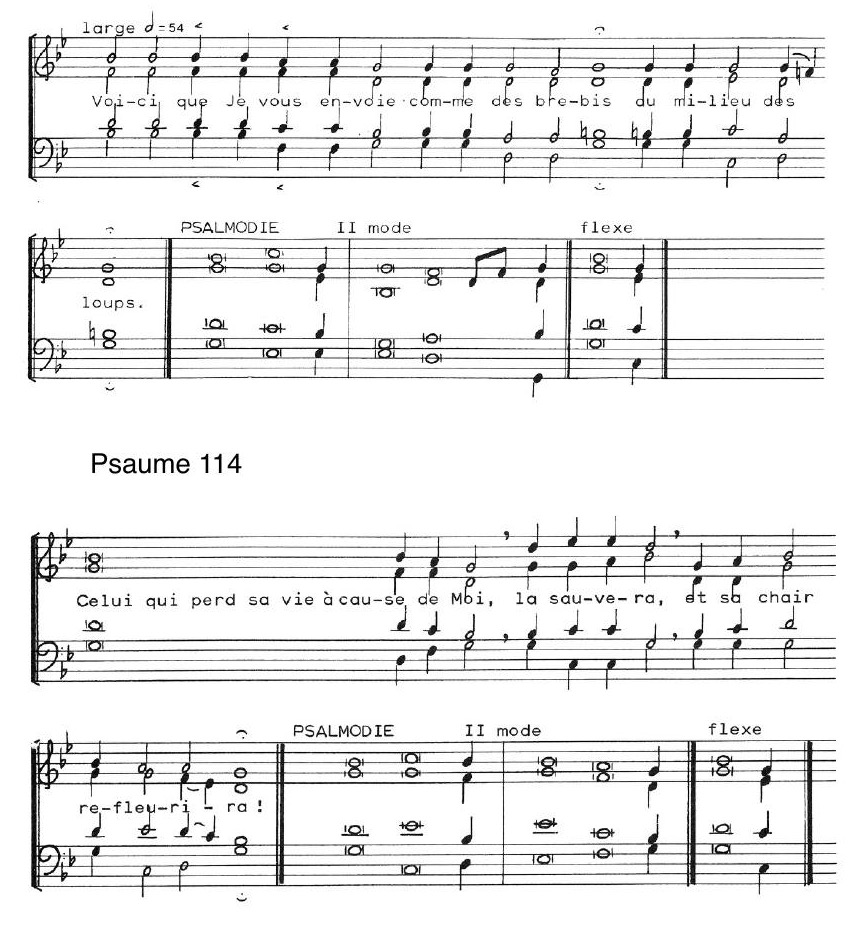 large 𝅗𝅥 = 54
Voi-ci que Je vous en-voie com-me des bre-bis du mi-lieu des
PSALMODIE II mode flexe
loups.
Psaume 114
Celui qui perd sa vie à cau-se de Moi, la sau-ve-ra, et sa chair
PSALMODIE II mode flexe
re-fleu-ri - ra !